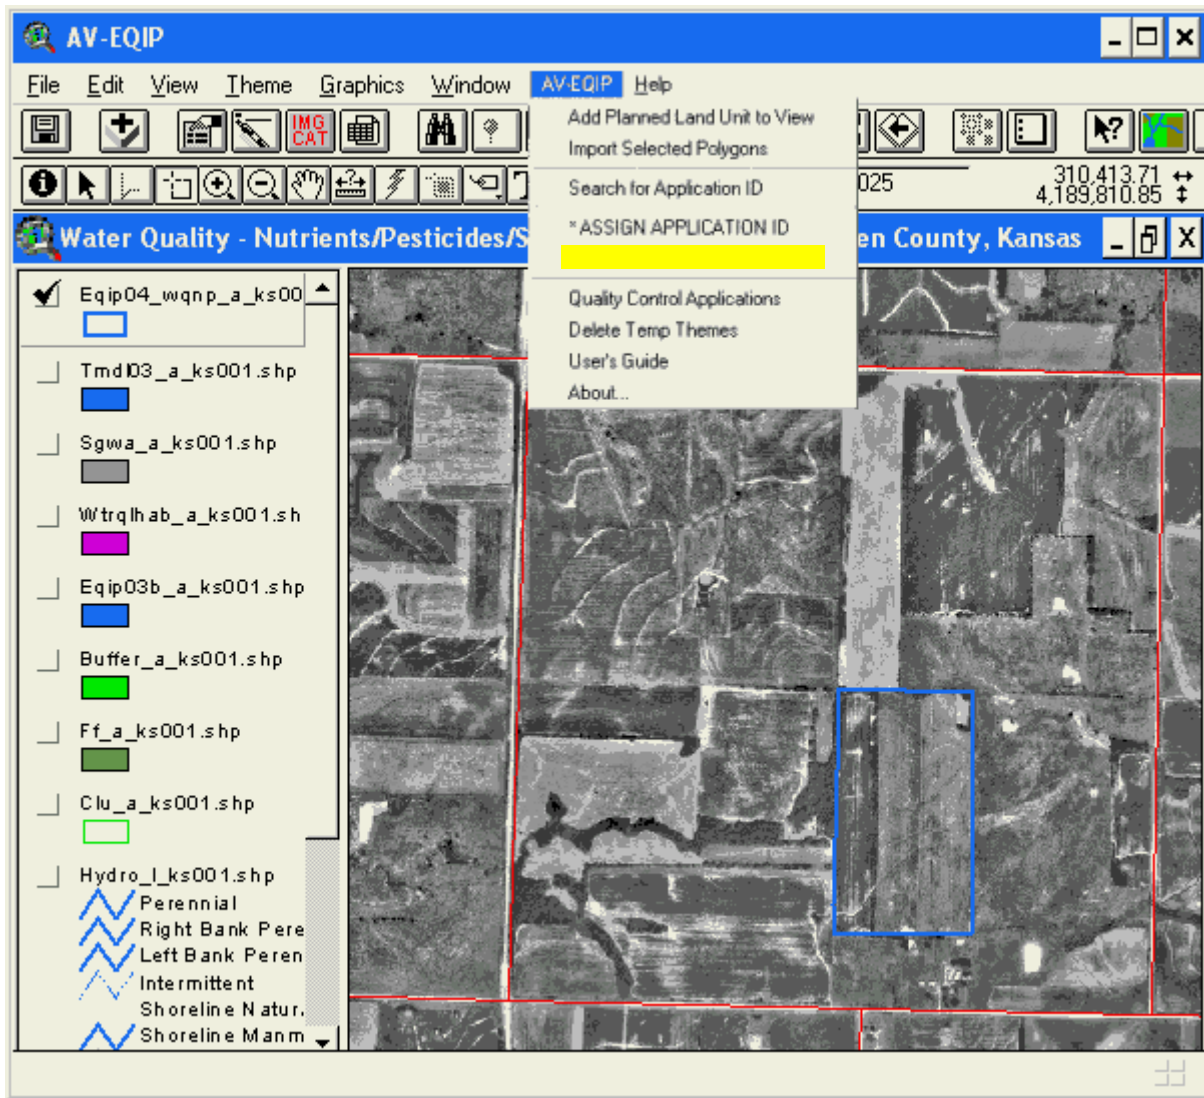 AV-EQIP
File Edit View Theme Graphics Window AV-EQIP Help
Add Planned Land Unit to View
Import Selected Polygons
Search for Application ID
* ASSIGN APPLICATION ID
Quality Control Applications
Delete Temp Themes
User's Guide
About...
IMG
CAT
025
310,413.71
4,189,810.85
Water Quality - Nutrients/Pesticides/S
en County, Kansas
Eqip04_wqnp_a_ks00
Tmdl03_a_ks001.shp
Sgwa_a_ks001.shp
Wtrqlhab_a_ks001.sh
Eqip03b_a_ks001.shp
Buffer_a_ks001.shp
Ff_a_ks001.shp
Clu_a_ks001.shp
Hydro_l_ks001.shp
Perennial
Right Bank Pere
Left Bank Peren
Intermittent
Shoreline Natur.
Shoreline Manm